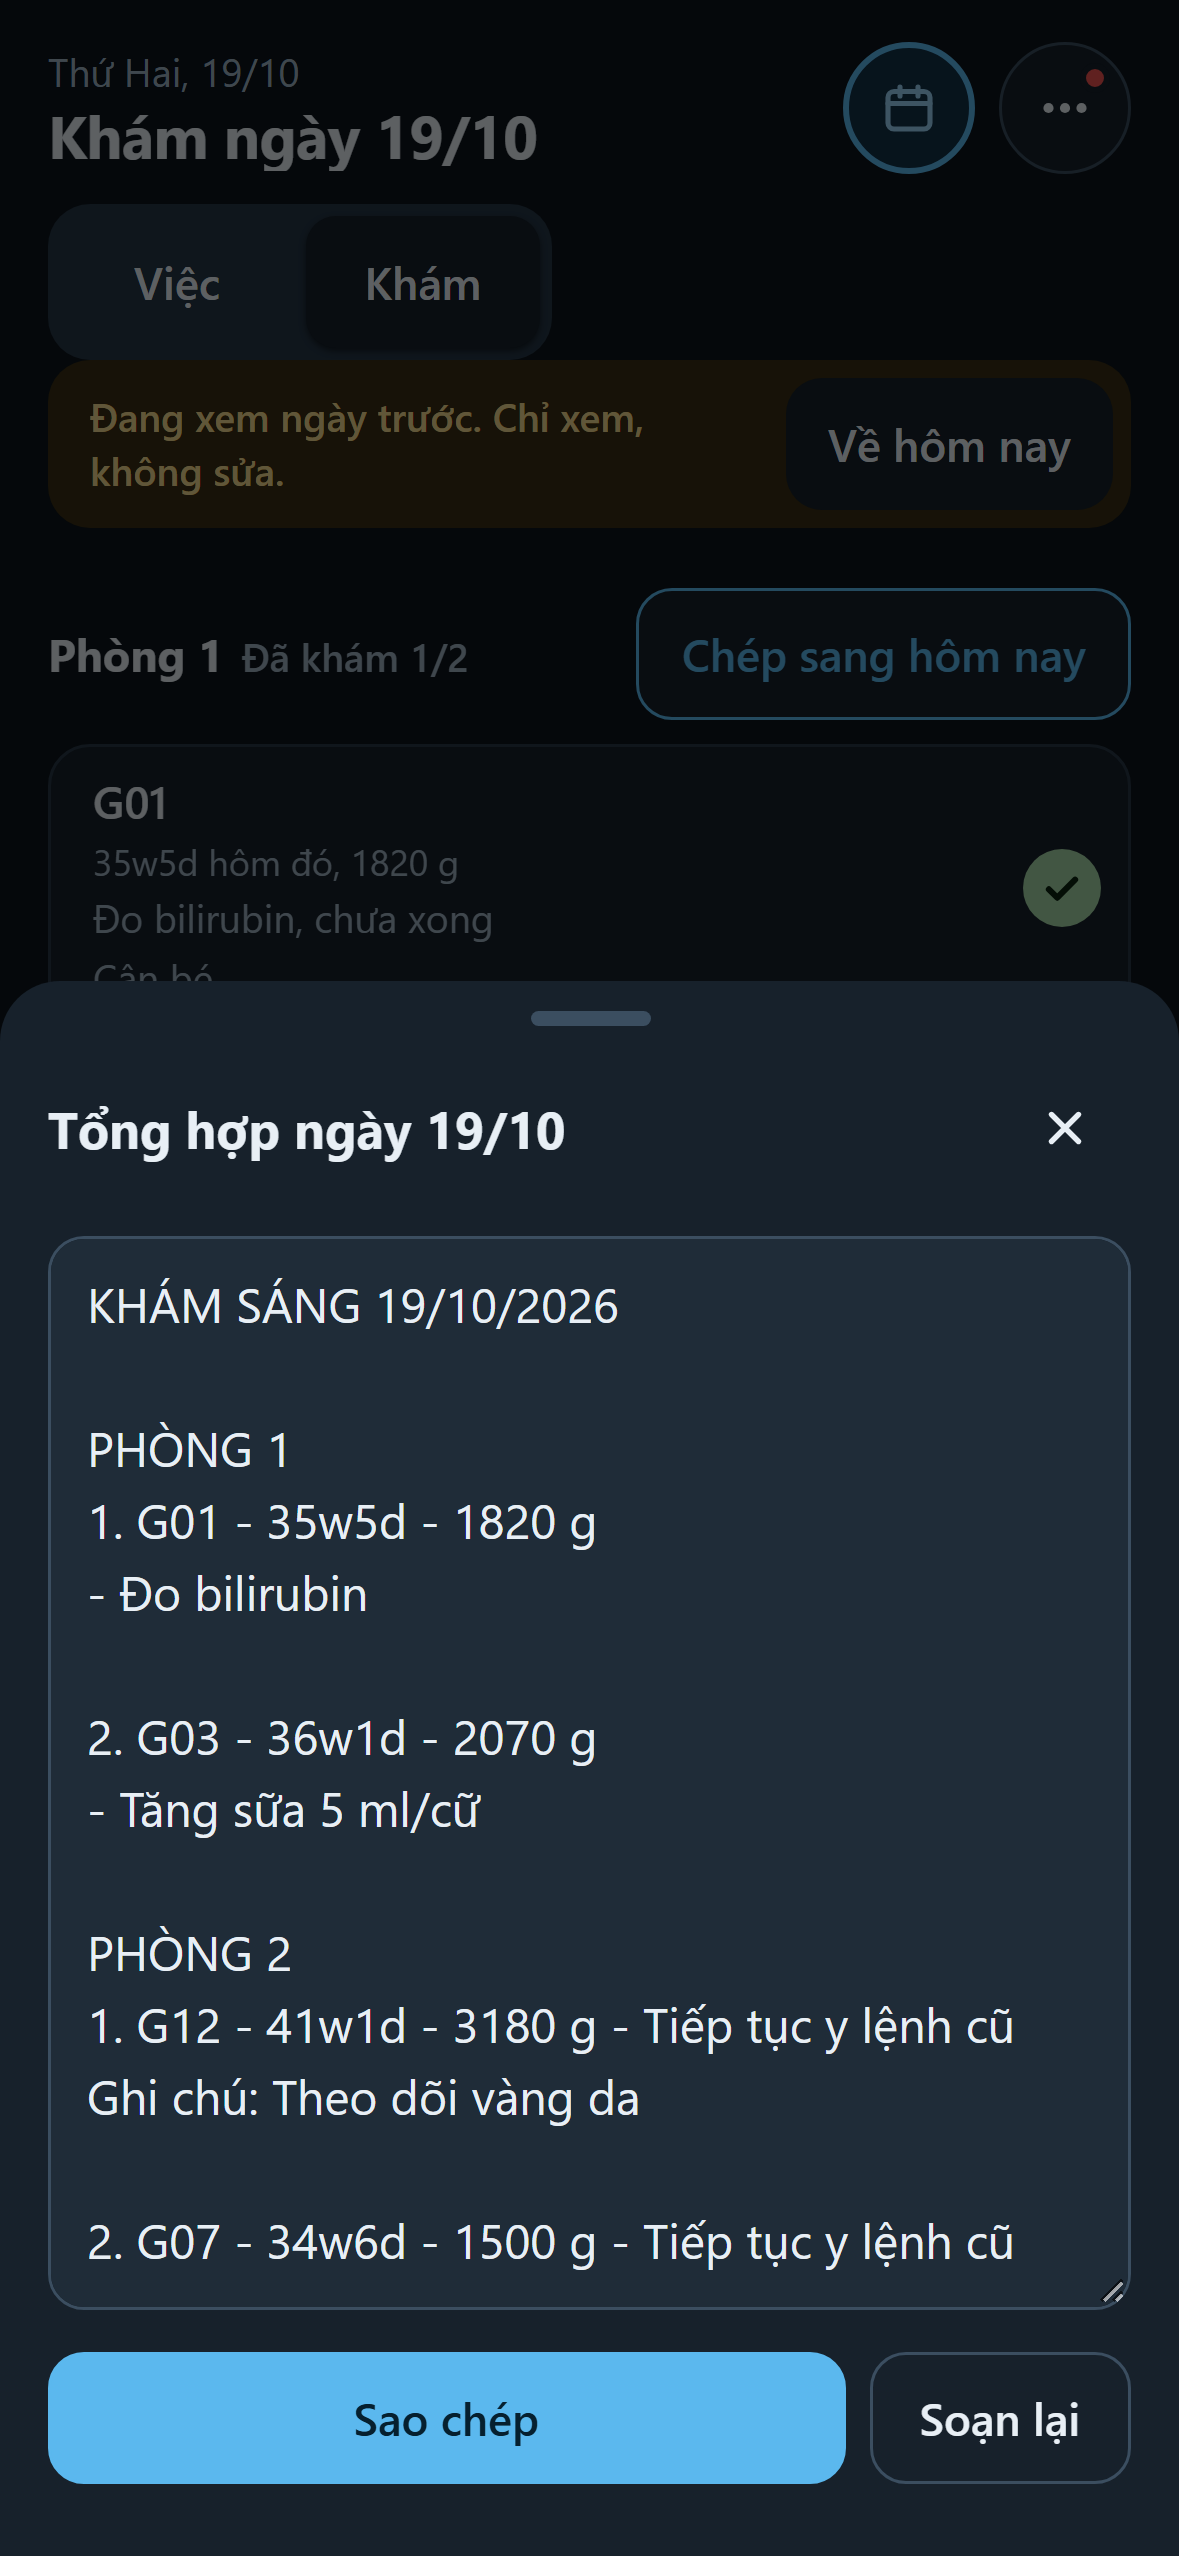 Thứ Hai, 19/10
Khám ngày 19/10
Việc
Khám
Đang xem ngày trước. Chỉ xem,
không sửa.
Về hôm nay
Phòng 1 Đã khám 1/2
Chép sang hôm nay
G01
35w5d hôm đó, 1820 g
Đo bilirubin, chưa xong
Cân bé
Tổng hợp ngày 19/10
KHÁM SÁNG 19/10/2026
PHÒNG 1
1. G01 - 35w5d - 1820 g
- Đo bilirubin
2. G03 - 36w1d - 2070 g
- Tăng sữa 5 ml/cữ
PHÒNG 2
1. G12 - 41w1d - 3180 g - Tiếp tục y lệnh cũ
Ghi chú: Theo dõi vàng da
2. G07 - 34w6d - 1500 g - Tiếp tục y lệnh cũ
Sao chép
Soạn lại